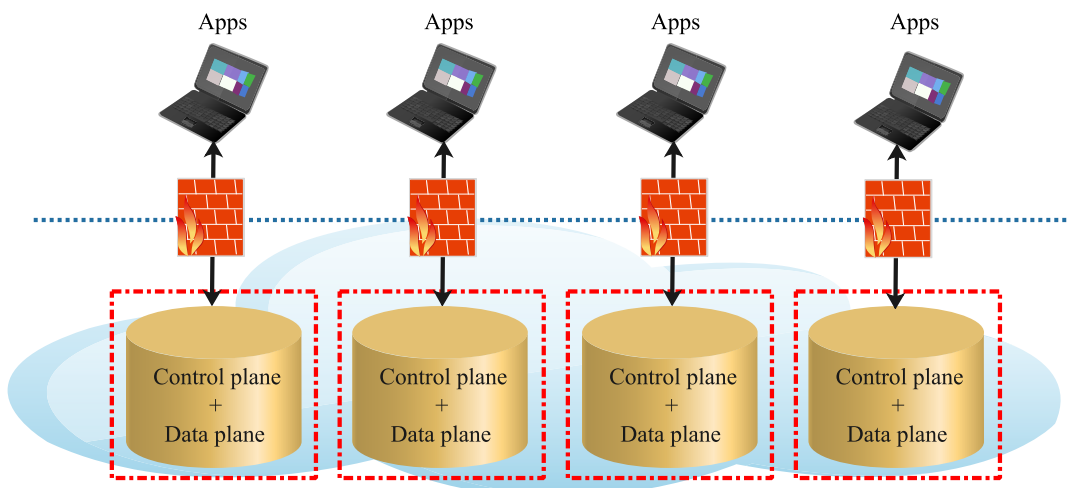 Apps
Apps
Apps
Apps
Control plane
+
Data plane
Control plane
+
Data plane
Control plane
+
Data plane
Control plane
+
Data plane